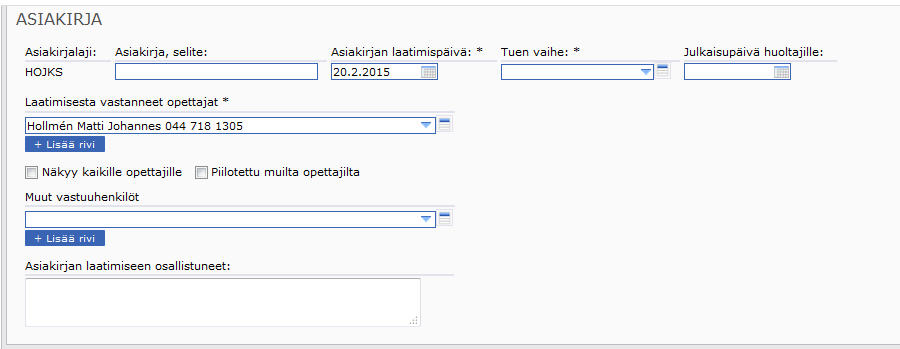 ASIAKIRJA
Asiakirjalaji: Asiakirja, selite: Asiakirjan laatimispäivä: * Tuen vaihe: * Julkaisupäivä huoltajille:
HOJKS 20.2.2015
Laatimisesta vastanneet opettajat *
Hollmén Matti Johannes 044 718 1305
+ Lisää rivi
Näkyy kaikille opettajille Piilotettu muilta opettajilta
Muut vastuuhenkilöt
+ Lisää rivi
Asiakirjan laatimiseen osallistuneet: